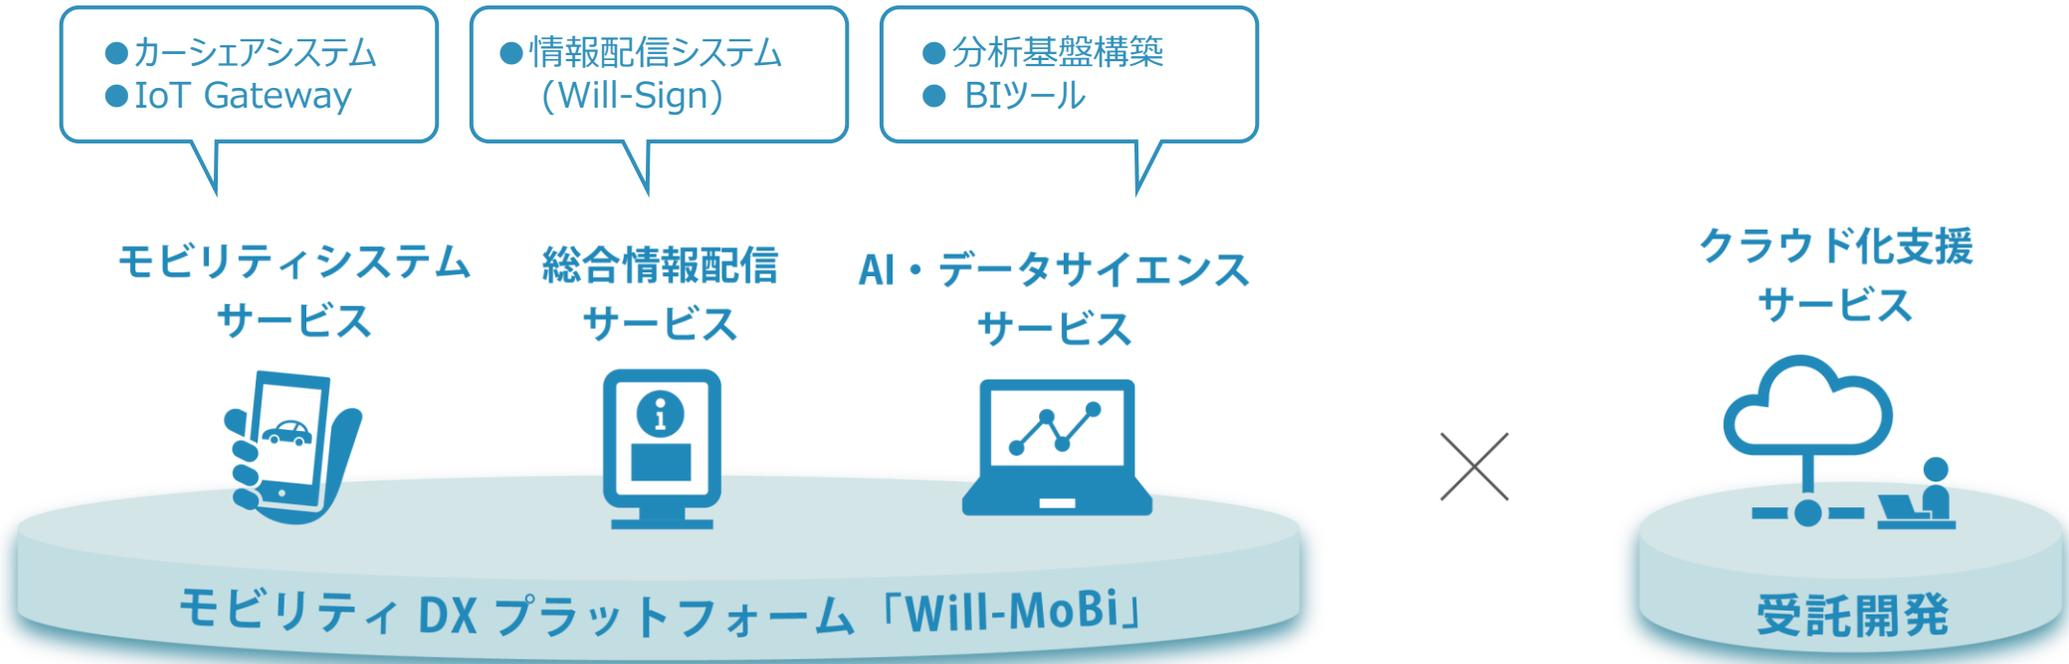 ●カーシェアシステム
●IoT Gateway
●情報配信システム
(Will-Sign)
●分析基盤構築
● BIツール
モビリティシステム
サービス
総合情報配信
サービス
AI・データサイエンス
サービス
クラウド化支援
サービス
モビリティ DX プラットフォーム「Will-MoBi」
受託開発